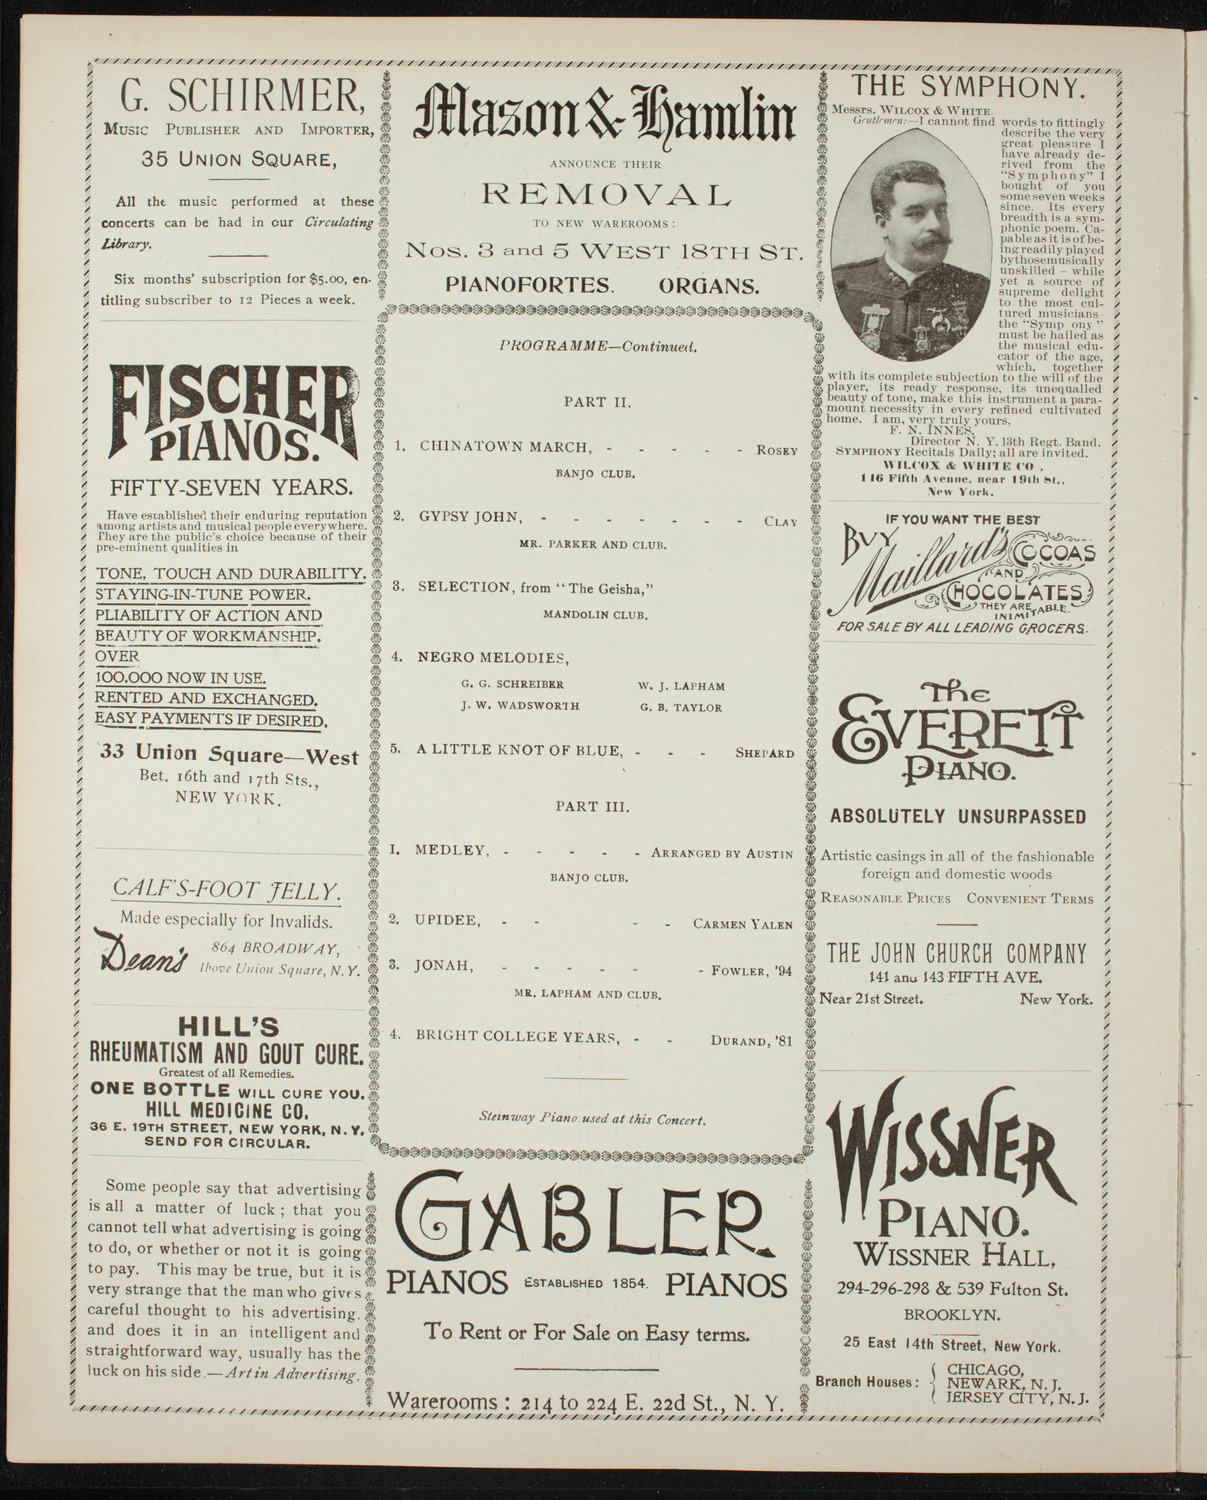 G. SCHIRMER,
MUSIC PUBLISHER AND IMPORTER,
35 UNION SQUARE,
All the music performed at these
concerts can be had in our Circulating
Library.
Six months' subscription for $5.00, en-
titling subscriber to 12 Pieces a week.
FISCHER
PIANOS.
FIFTY-SEVEN YEARS.
Have established their enduring reputation
among artists and musical people everywhere.
They are the public's choice because of their
pre-eminent qualities in
TONE, TOUCH AND DURABILITY.
STAYING-IN-TUNE POWER.
PLIABILITY OF ACTION AND
BEAUTY OF WORKMANSHIP.
OVER
100,000 NOW IN USE.
RENTED AND EXCHANGED.
EASY PAYMENTS IF DESIRED.
33 Union Square—West
Bet. 16th and 17th Sts.,
NEW YORK.
CALF'S-FOOT JELLY.
Made especially for Invalids.
Dean's
864 BROADWAY,
Above Union Square, N.Y.
HILL'S
RHEUMATISM AND GOUT CURE.
Greatest of all Remedies.
ONE BOTTLE WILL CURE YOU.
HILL MEDICINE CO.
36 E. 19TH STREET, NEW YORK, N.Y.
SEND FOR CIRCULAR.
Some people say that advertising
is all a matter of luck; that you
cannot tell what advertising is going
to do, or whether or not it is going
to pay. This may be true, but it is
very strange that the man who gives
careful thought to his advertising.
and does it in an intelligent and
straightforward way, usually has the
luck on his side.—Art in Advertising.
Mason & Hamlin
ANNOUNCE THEIR
REMOVAL
TO NEW WAREROOMS:
Nos. 3 and 5 WEST 18TH ST.
PIANOFORTES. ORGANS.
PROGRAMME—Continued.
PART II.
1. CHINATOWN MARCH, - - - - - ROSEY
BANJO CLUB.
2. GYPSY JOHN, - - - - - - - CLAY
MR. PARKER AND CLUB.
3. SELECTION, from "The Geisha,"
MANDOLIN CLUB.
4. NEGRO MELODIES,
G. G. SCHREIBER W. J. LAPHAM
J. W. WADSWORTH G. B. TAYLOR
5. A LITTLE KNOT OF BLUE, - - - SHEPARD
PART III.
1. MEDLEY, - - - - - ARRANGED BY AUSTIN
BANJO CLUB.
2. UPIDEE, - - - - CARMEN YALEN
3. JONAH, - - - - - - FOWLER, '94
MR. LAPHAM AND CLUB.
4. BRIGHT COLLEGE YEARS, - - DURAND, '81
Steinway Piano used at this Concert.
GABLER
PIANOS ESTABLISHED 1854. PIANOS
To Rent or For Sale on Easy terms.
Warerooms: 214 to 224 E. 22d St., N. Y.
THE SYMPHONY.
Messrs. WILCOX & WHITE.
Gentlemen:—I cannot find words to fittingly
describe the very
great pleasure I
have already de-
rived from the
"Symphony" I
bought of you
some seven weeks
since. Its every
breadth is a sym-
phonic poem. Ca-
pable as it is of be-
ing readily played
by those musically
unskilled - while
yet a source of
supreme delight
to the most cul-
tured musicians
the "Symp ony"
must be hailed as
the musical edu-
cator of the age,
which, together
with its complete subjection to the will of the
player, its ready response, its unequalled
beauty of tone, make this instrument a para-
mount necessity in every refined cultivated
home. I am, very truly yours,
F. N. INNES,
Director N. Y. 13th Regt. Band.
SYMPHONY Recitals Daily; all are invited.
WILCOX & WHITE CO.,
146 Fifth Avenue, near 19th St.,
New York.
IF YOU WANT THE BEST
BUY
Maillard's
COCOAS
AND
CHOCOLATES
THEY ARE
INIMITABLE.
FOR SALE BY ALL LEADING GROCERS.
The
EVERETT
PIANO.
ABSOLUTELY UNSURPASSED
Artistic casings in all of the fashionable
foreign and domestic woods
REASONABLE PRICES CONVENIENT TERMS
THE JOHN CHURCH COMPANY
141 and 143 FIFTH AVE.
Near 21st Street. New York.
WISSNER
PIANO.
WISSNER HALL,
294-296-298 & 539 Fulton St.
BROOKLYN.
25 East 14th Street, New York.
Branch Houses: { CHICAGO,
NEWARK, N. J.
JERSEY CITY, N. J.